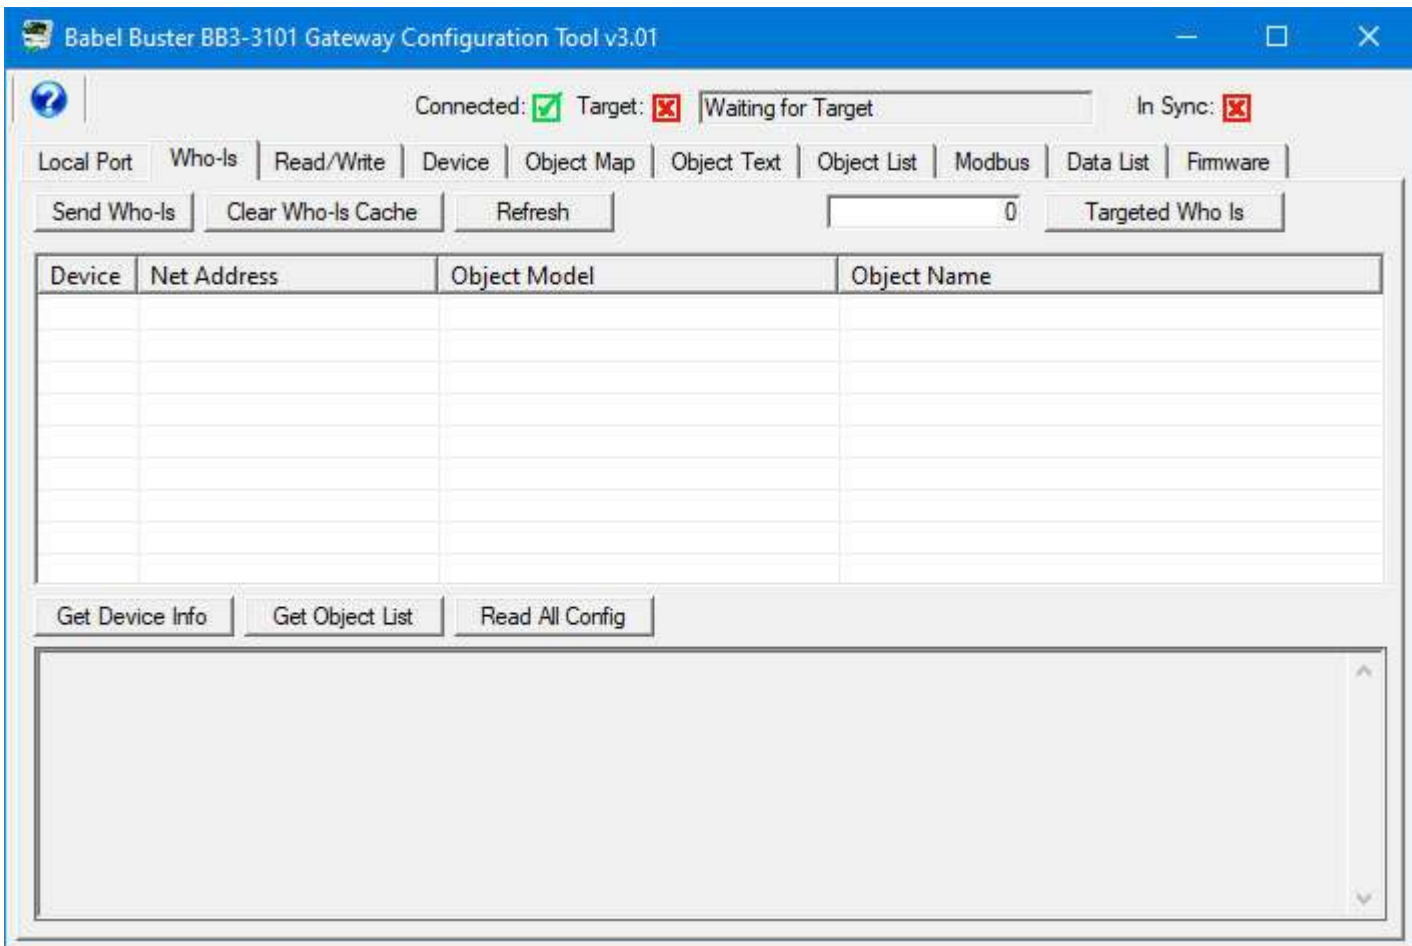 Babel Buster BB3-3101 Gateway Configuration Tool v3.01
Connected: Target: Waiting for Target In Sync:
Local Port Who-Is Read/Write Device Object Map Object Text Object List Modbus Data List Firmware
Send Who-Is Clear Who-Is Cache Refresh 0 Targeted Who Is
Device Net Address Object Model Object Name
Get Device Info Get Object List Read All Config